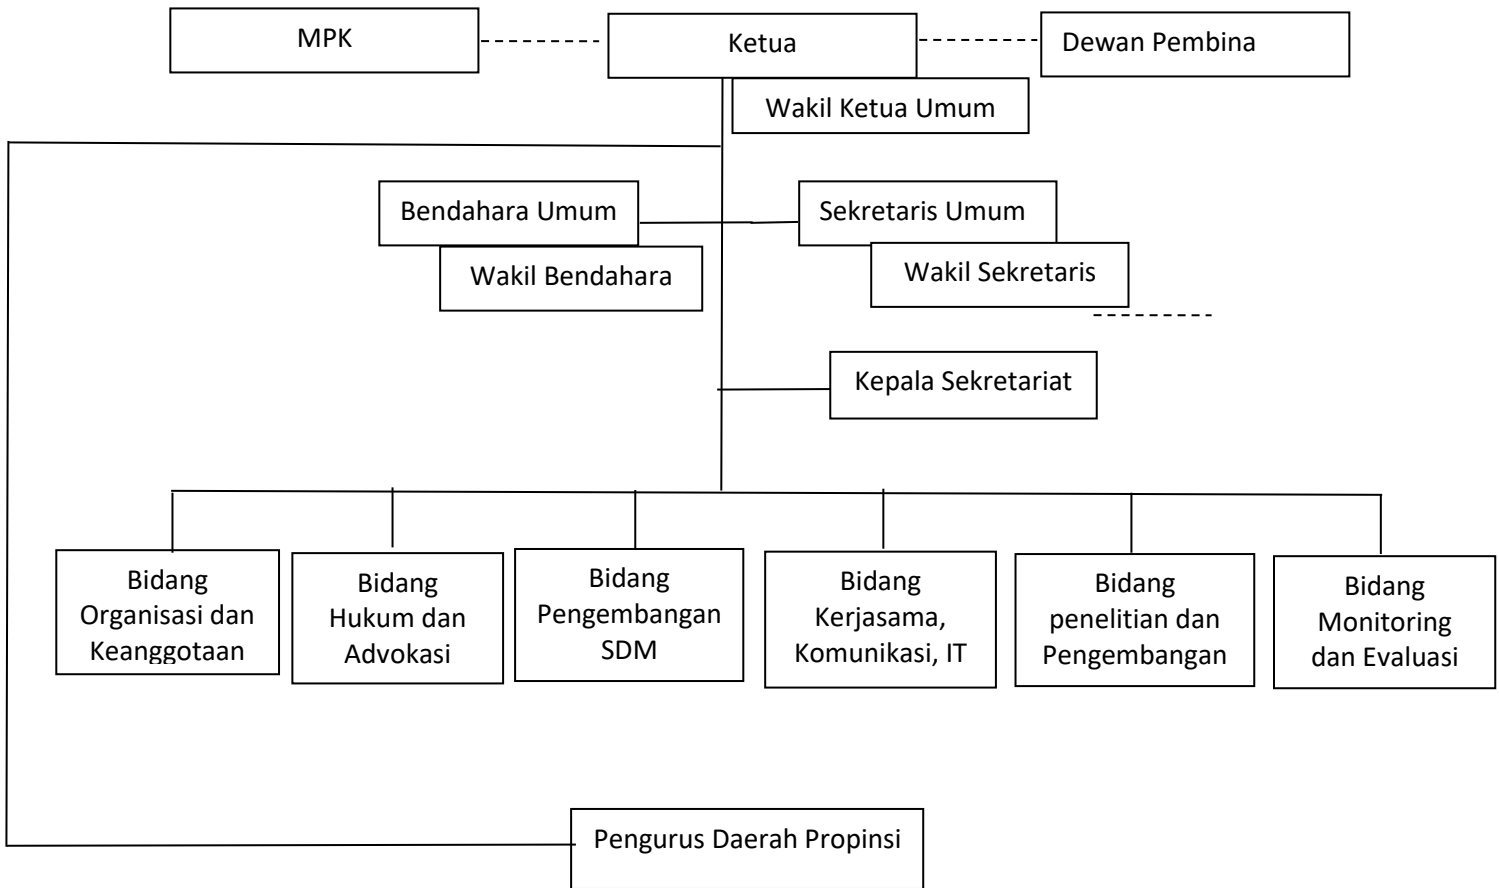 MPK
Ketua
Dewan Pembina
Wakil Ketua Umum
Bendahara Umum
Sekretaris Umum
Wakil Bendahara
Wakil Sekretaris
Kepala Sekretariat
Bidang
Organisasi dan
Keanggotaan
Bidang
Hukum dan
Advokasi
Bidang
Pengembangan
SDM
Bidang
Kerjasama,
Komunikasi, IT
Bidang
penelitian dan
Pengembangan
Bidang
Monitoring
dan Evaluasi
Pengurus Daerah Propinsi